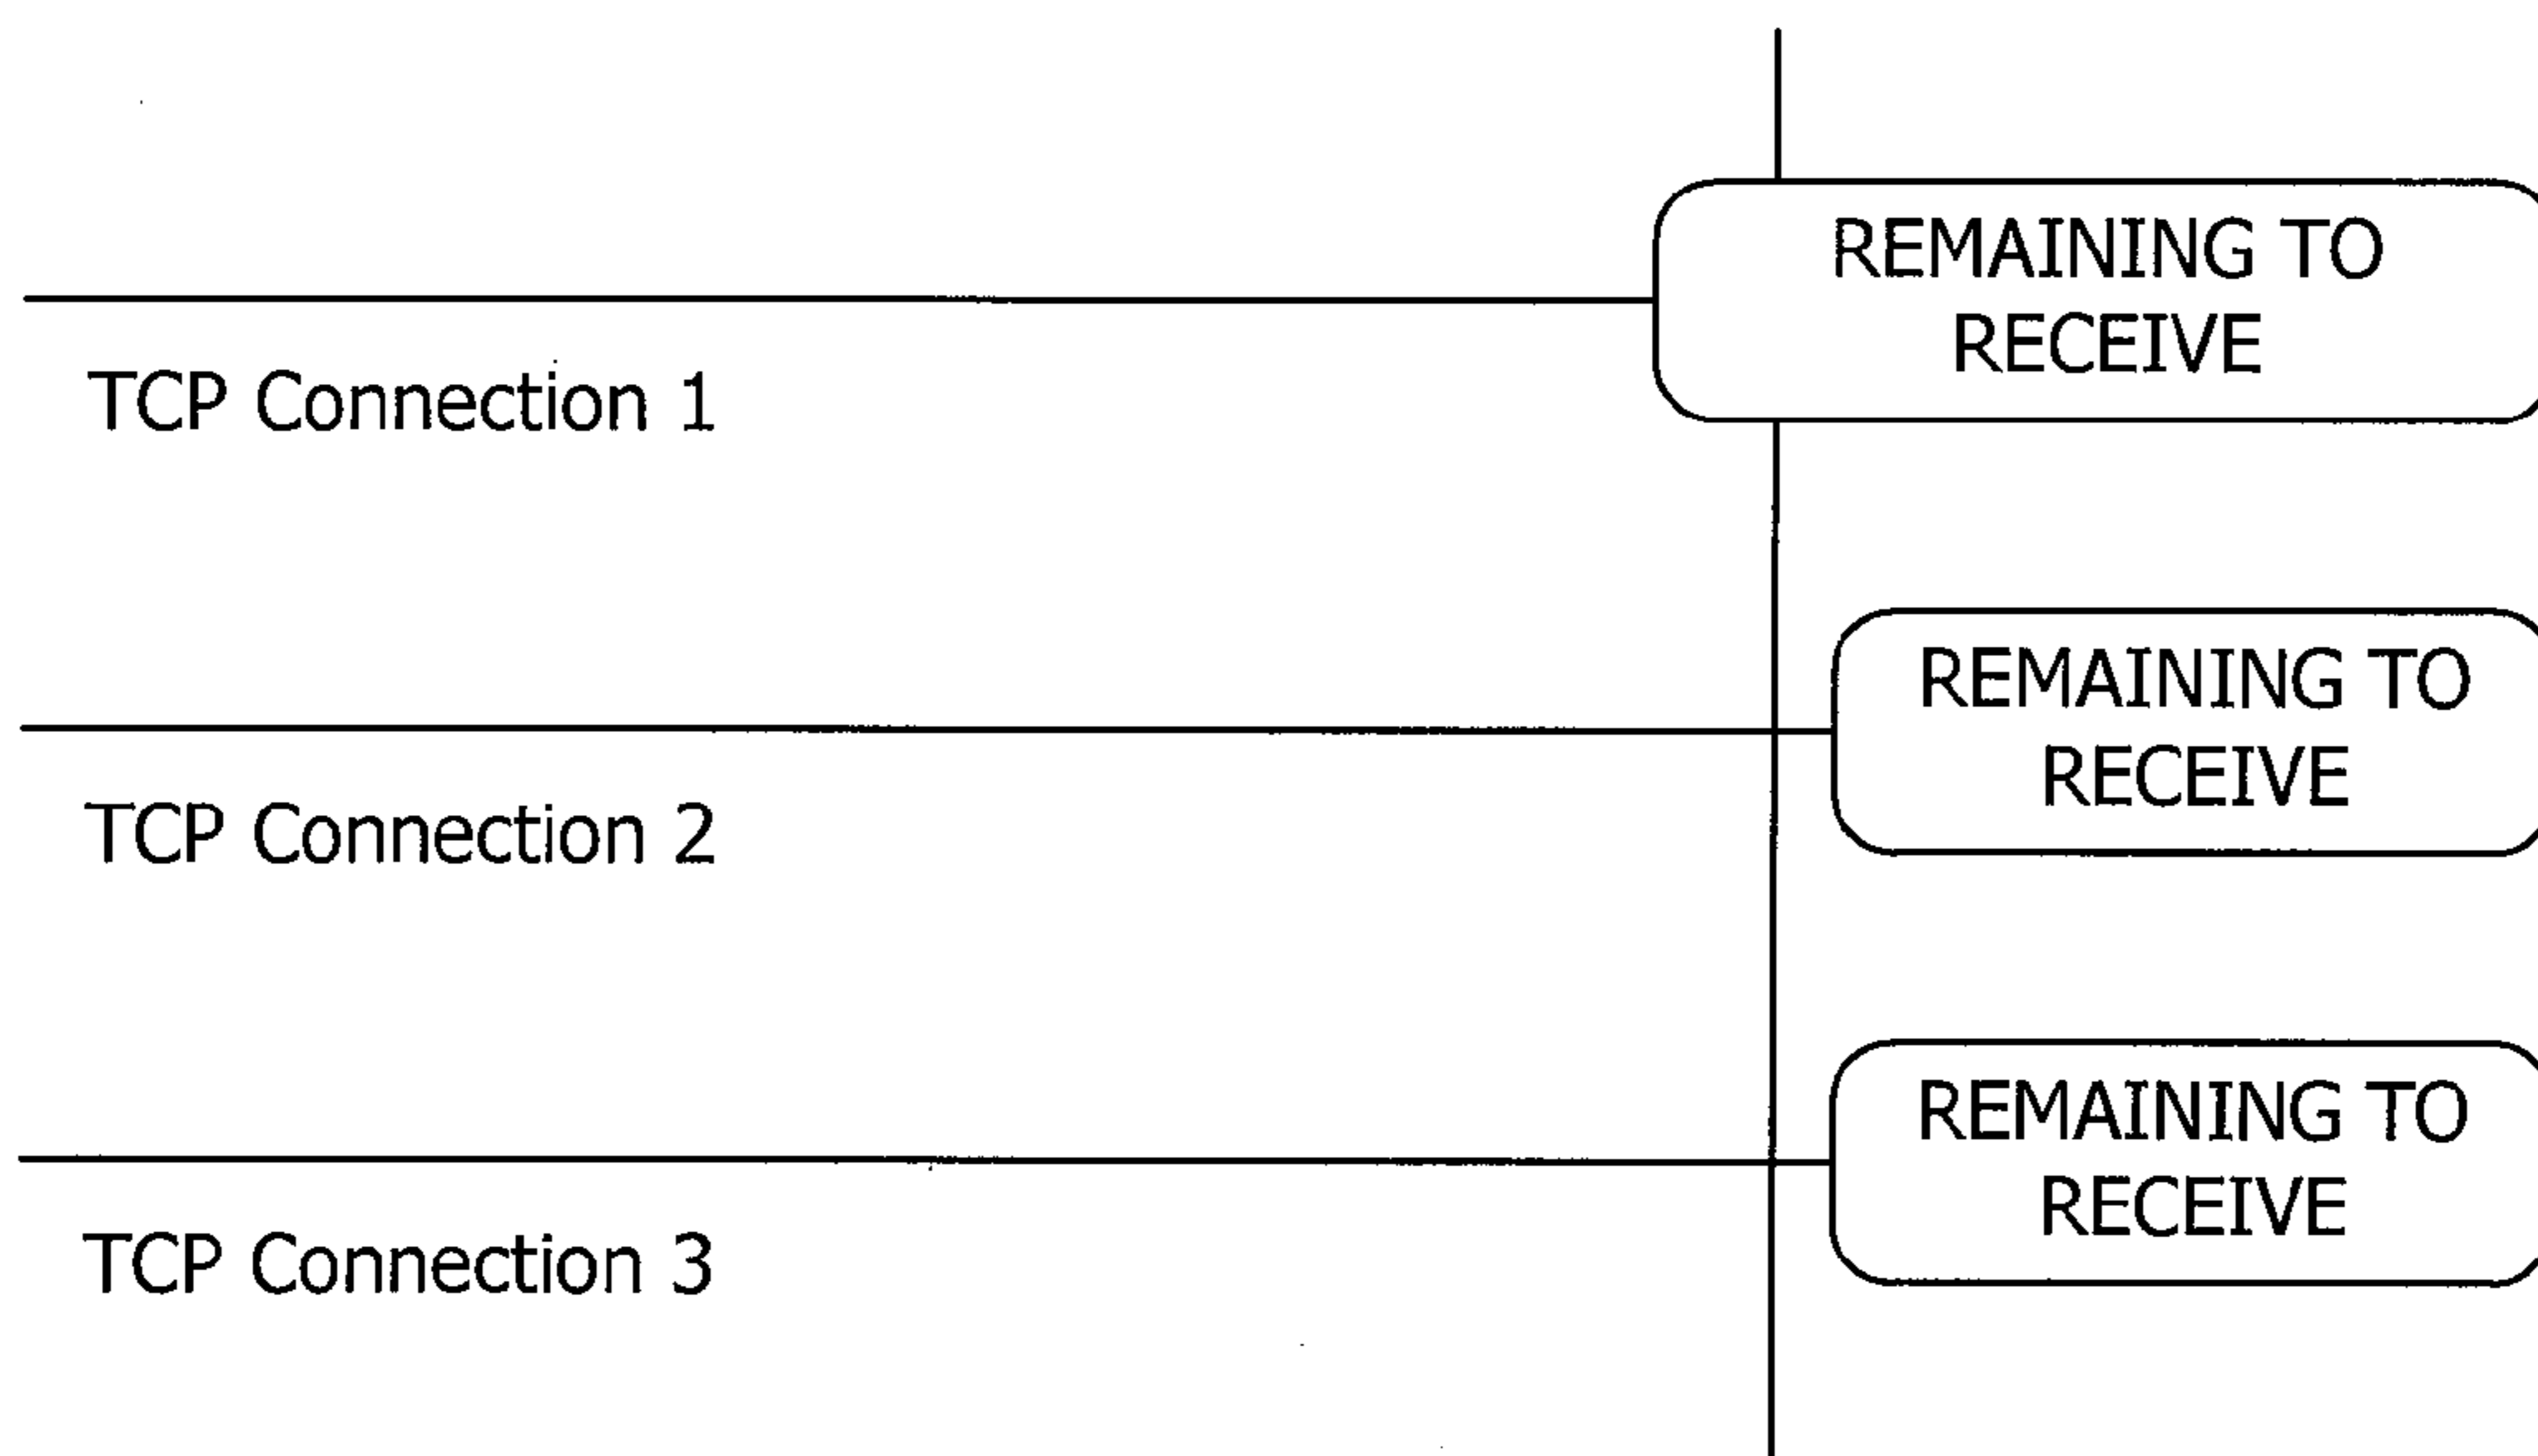 REMAINING TO
RECEIVE
TCP Connection 1
REMAINING TO
RECEIVE
TCP Connection 2
REMAINING TO
RECEIVE
TCP Connection 3